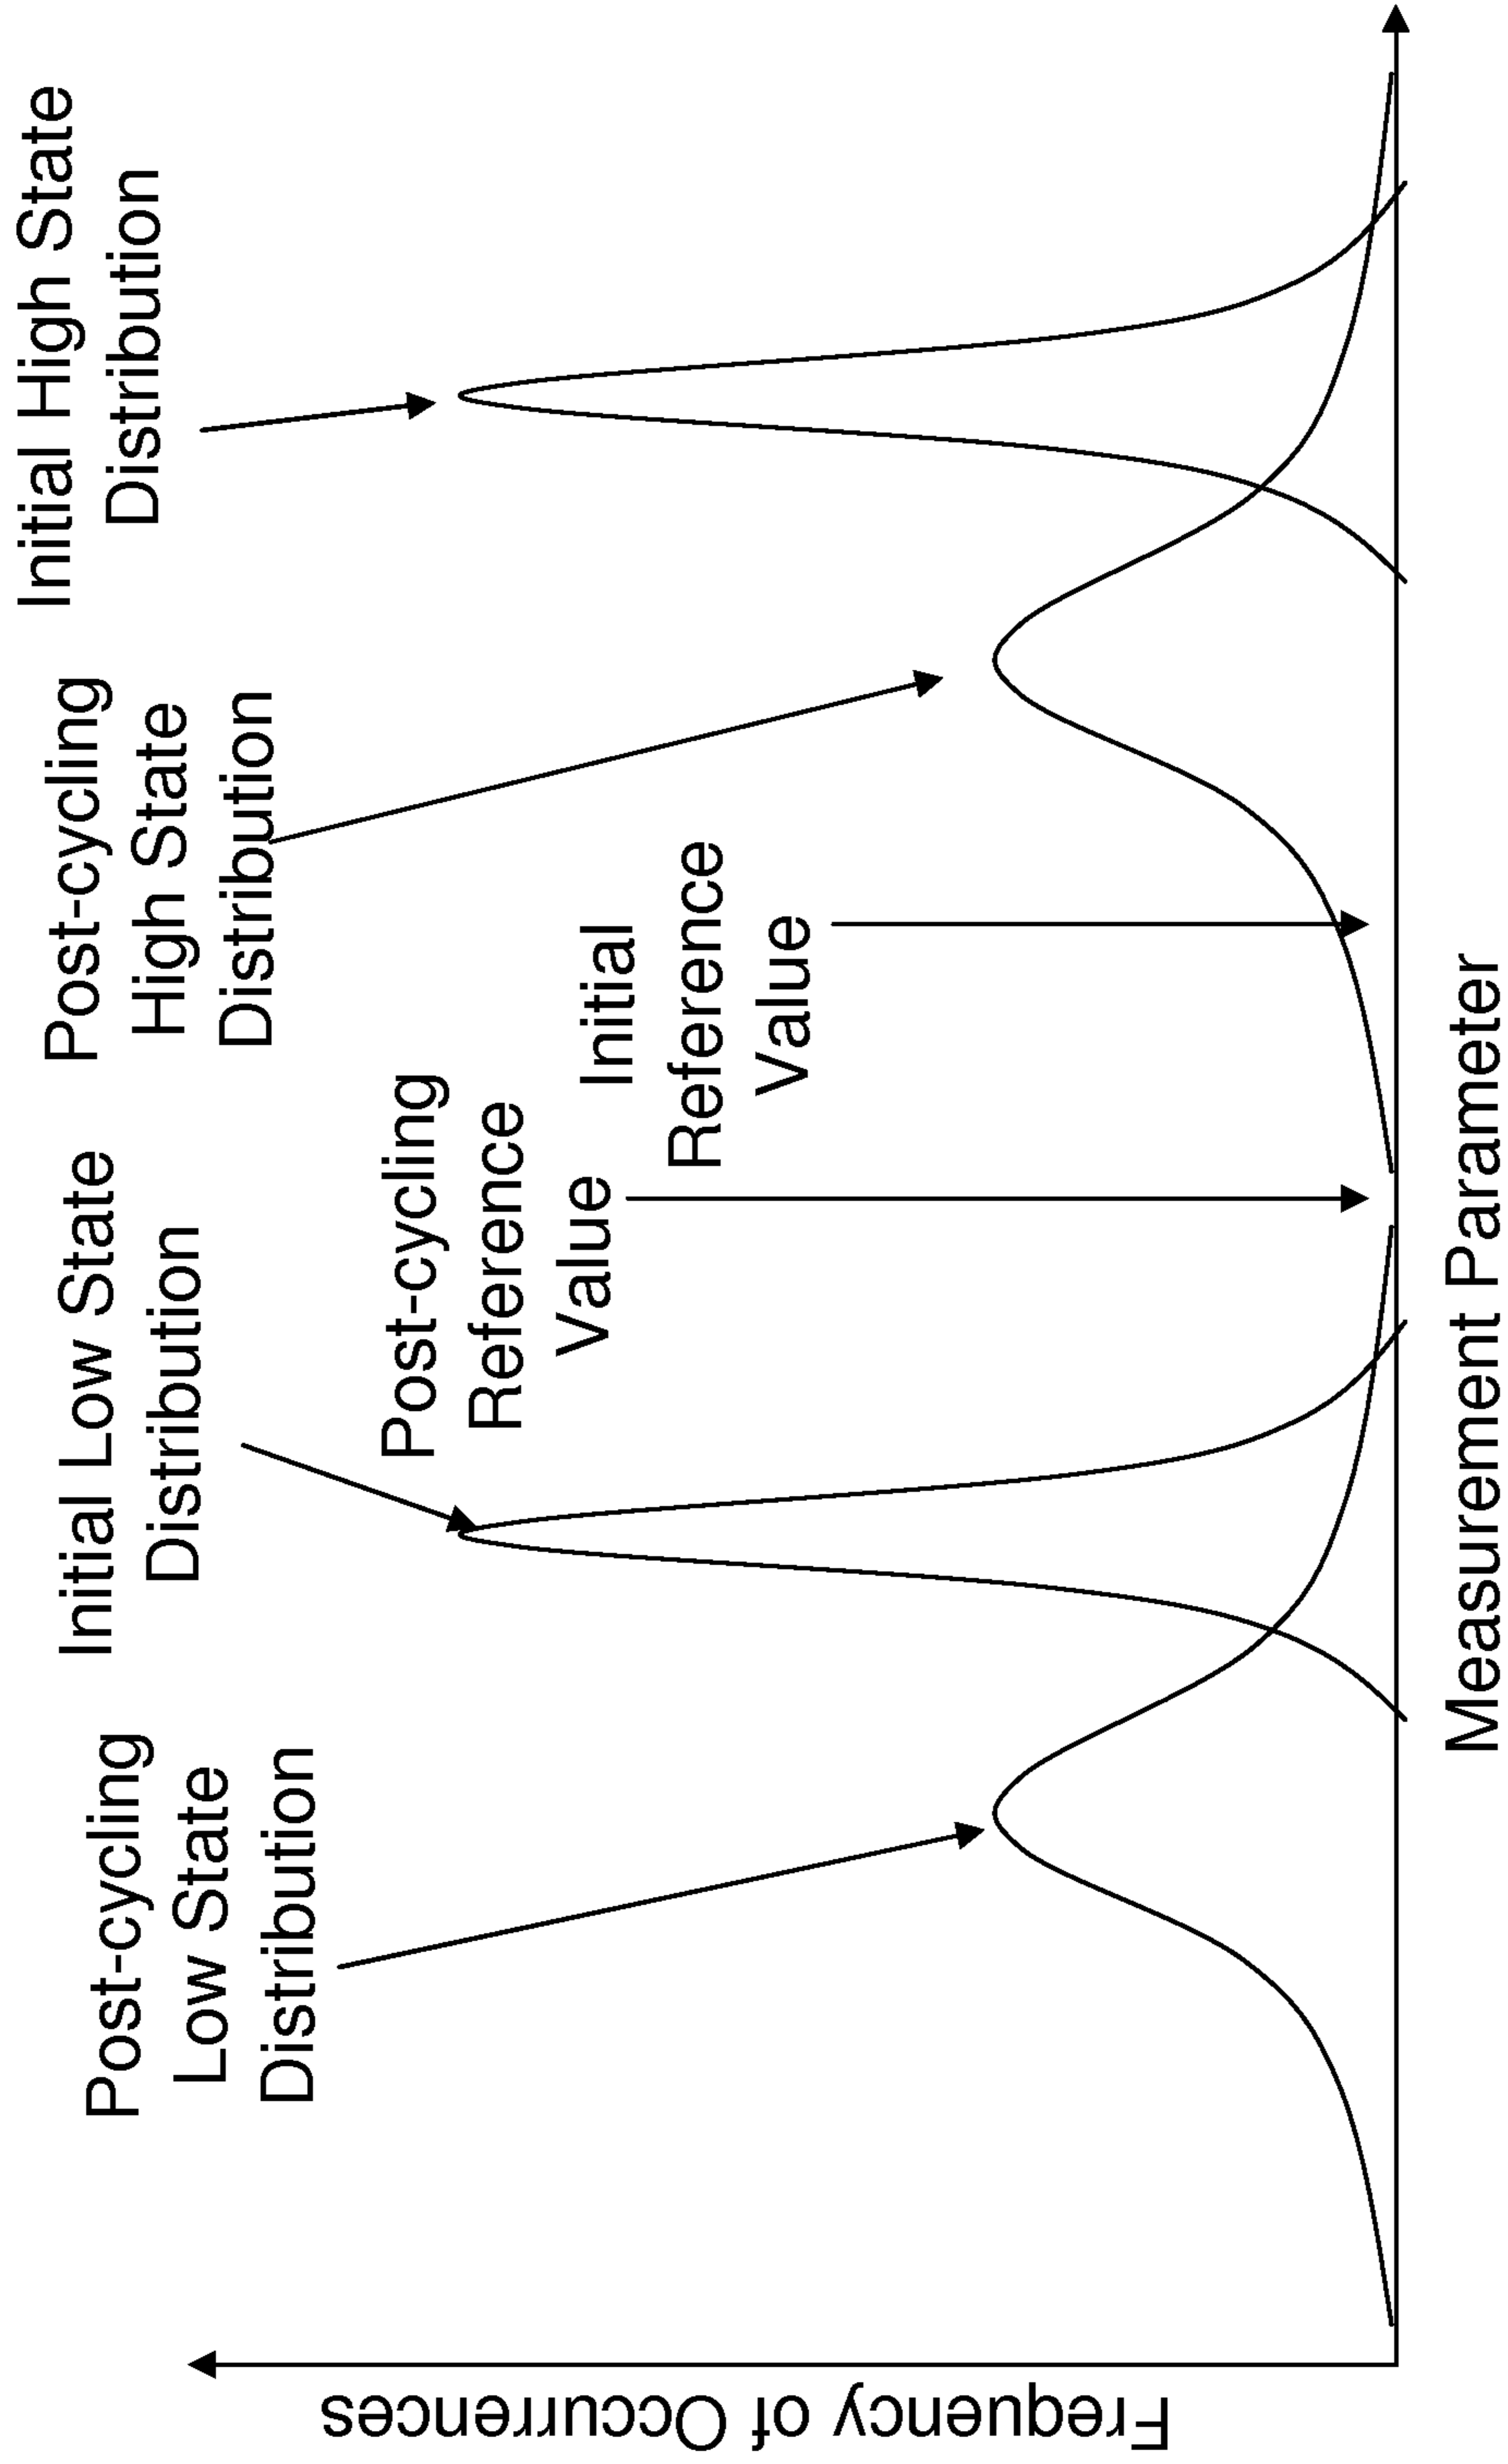 Post-cycling
Low State
Distribution
Initial Low State
Distribution
Post-cycling
High State
Distribution
Initial High State
Distribution
Post-cycling
Reference
Value
Initial
Reference
Value
Frequency of Occurrences
Measurement Parameter